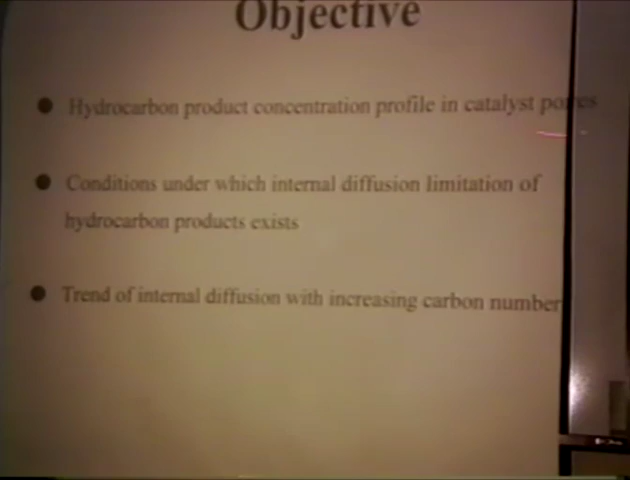 Objective
● Hydrocarbon product concentration profile in catalyst pores
● Conditions under which internal diffusion limitation of
hydrocarbon products exists
● Trend of internal diffusion with increasing carbon number